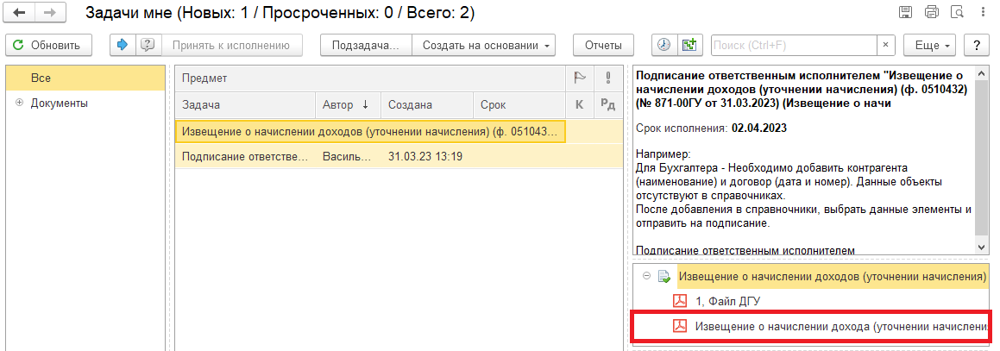 Задачи мне (Новых: 1 / Просроченных: 0 / Всего: 2)
Обновить Принять к исполнению Подзадача... Создать на основании Отчеты Поиск (Ctrl+F) × Еще ?
Все
Документы
Предмет
Задача Автор ↓ Создана Срок К Рд
Извещение о начислении доходов (уточнении начисления) (ф. 051043...
Подписание ответстве... Василь... 31.03.23 13:19
Подписание ответственным исполнителем "Извещение о
начислении доходов (уточнении начисления) (ф. 0510432)
(№ 871-00ГУ от 31.03.2023) (Извещение о начи
Срок исполнения: 02.04.2023
Например:
Для Бухгалтера - Необходимо добавить контрагента
(наименование) и договор (дата и номер). Данные объекты
отсутствуют в справочниках.
После добавления в справночники, выбрать данные элементы и
отправить на подписание.
Подписание ответственным исполнителем
Извещение о начислении доходов (уточнении начисления)
1, Файл ДГУ
Извещение о начислении дохода (уточнении начислени